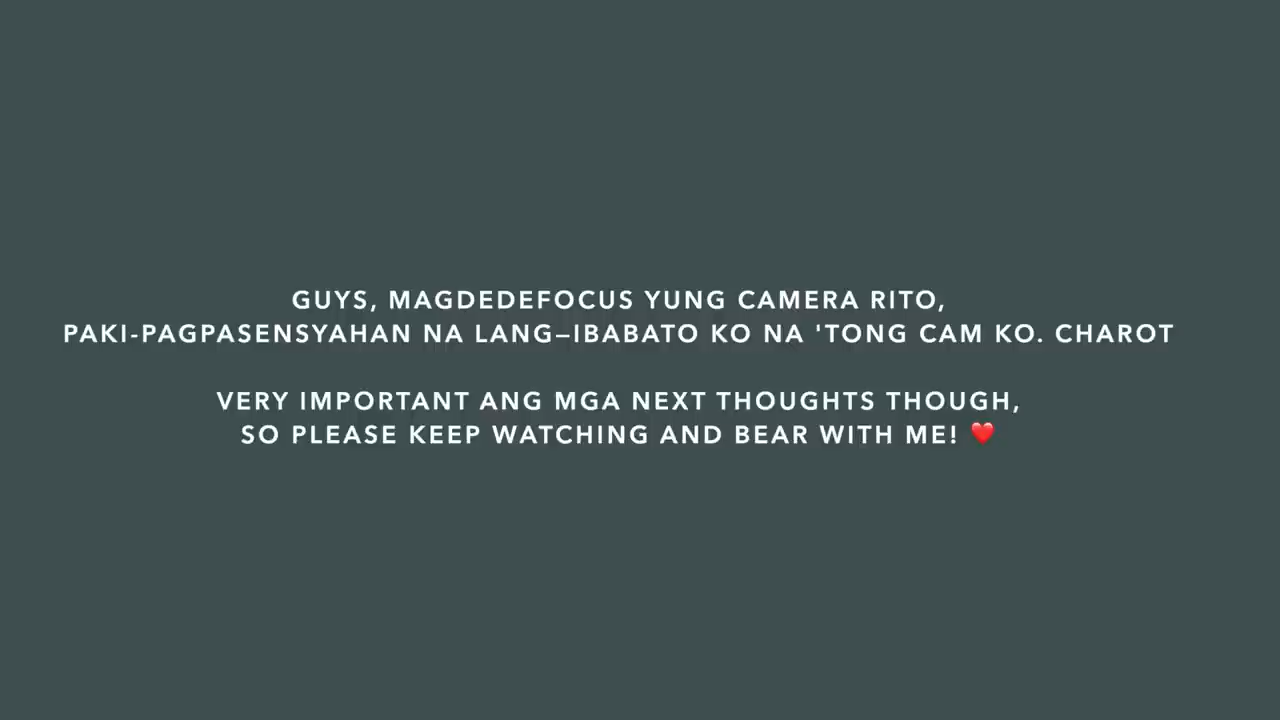 GUYS, MAGDEDEFOCUS YUNG CAMERA RITO,
PAKI-PAGPASENSYAHAN NA LANG—IBABATO KO NA 'TONG CAM KO. CHAROT
VERY IMPORTANT ANG MGA NEXT THOUGHTS THOUGH,
SO PLEASE KEEP WATCHING AND BEAR WITH ME! ❤️